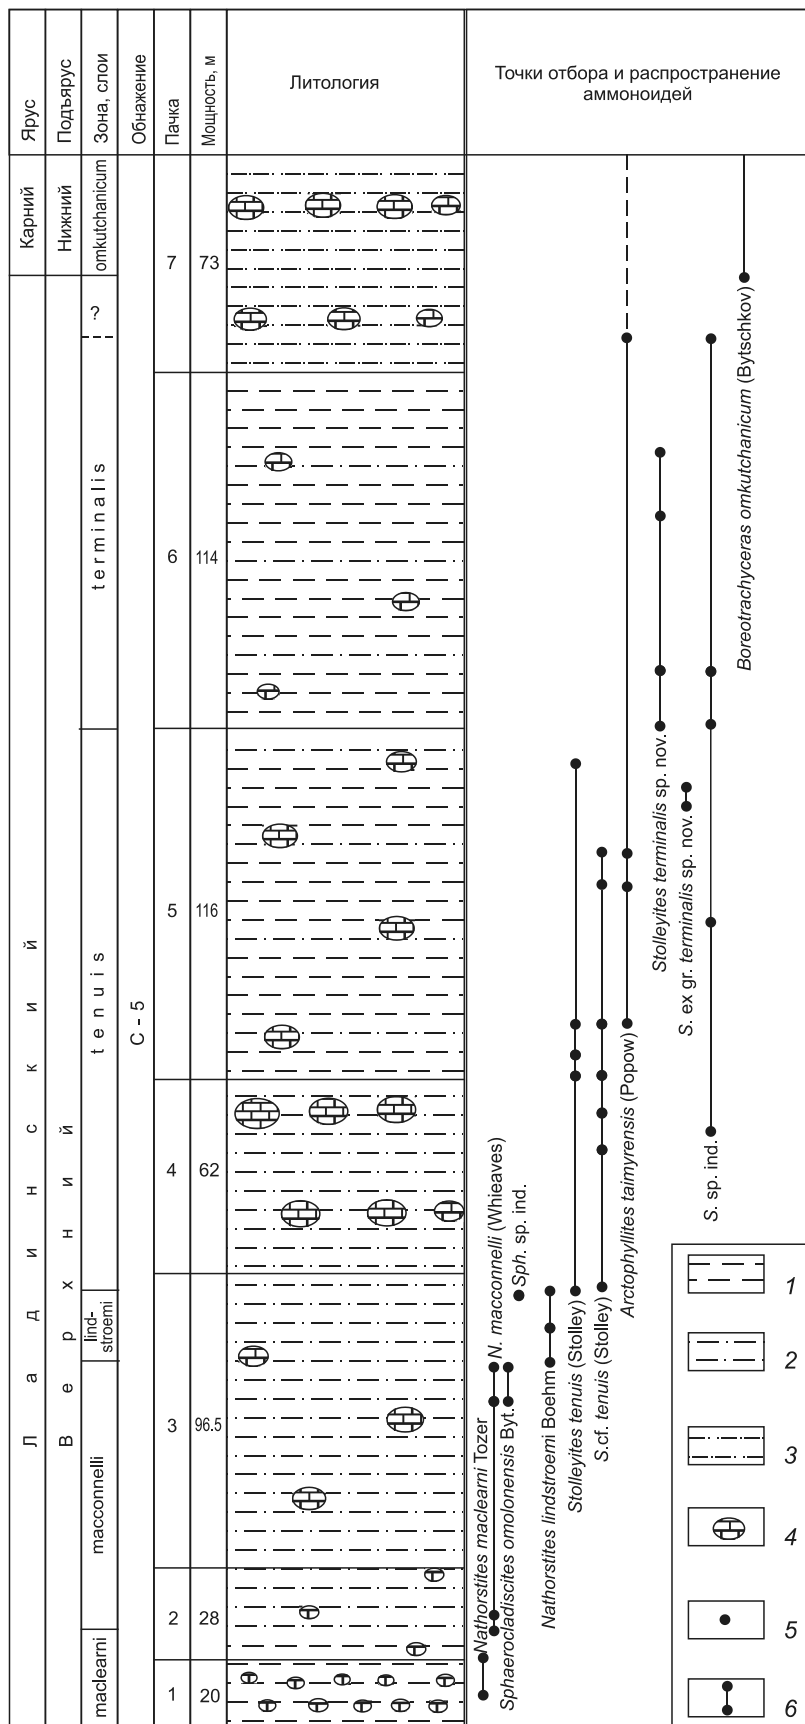 Ярус
Подъярус
Зона, слои
Обнажение
Пачка
Мощность, м
Литология
Точки отбора и распространение
аммоноидей
Карний
Нижний
omkutchanicum
?
Ладинский
Верхний
terminalis
tenuis
lind-
stroemi
macconnelli
maclearni
С - 5
7
73
6
114
5
116
4
62
3
96.5
2
28
1
20
Nathorstites maclearni Tozer
N. macconnelli (Whieaves)
Sphaerocladiscites omolonensis Byt.
Sph. sp. ind.
Nathorstites lindstroemi Boehm
Stolleyites tenuis (Stolley)
S.cf. tenuis (Stolley)
Arctophyllites taimyrensis (Popow)
Stolleyites terminalis sp. nov.
S. ex gr. terminalis sp. nov.
S. sp. ind.
Boreotrachyceras omkutchanicum (Bytschkov)
1
2
3
4
5
6